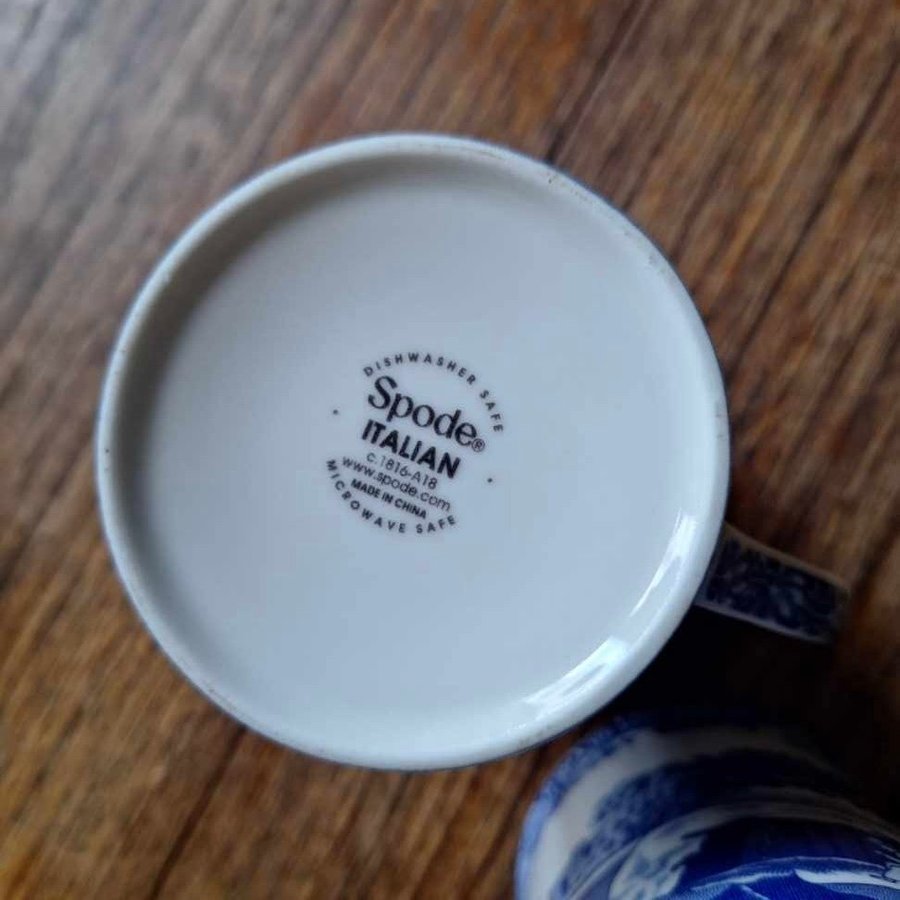 DISHWASHER SAFE
Spode®
ITALIAN
c.1816-A18
www.spode.com
MADE IN CHINA
MICROWAVE SAFE